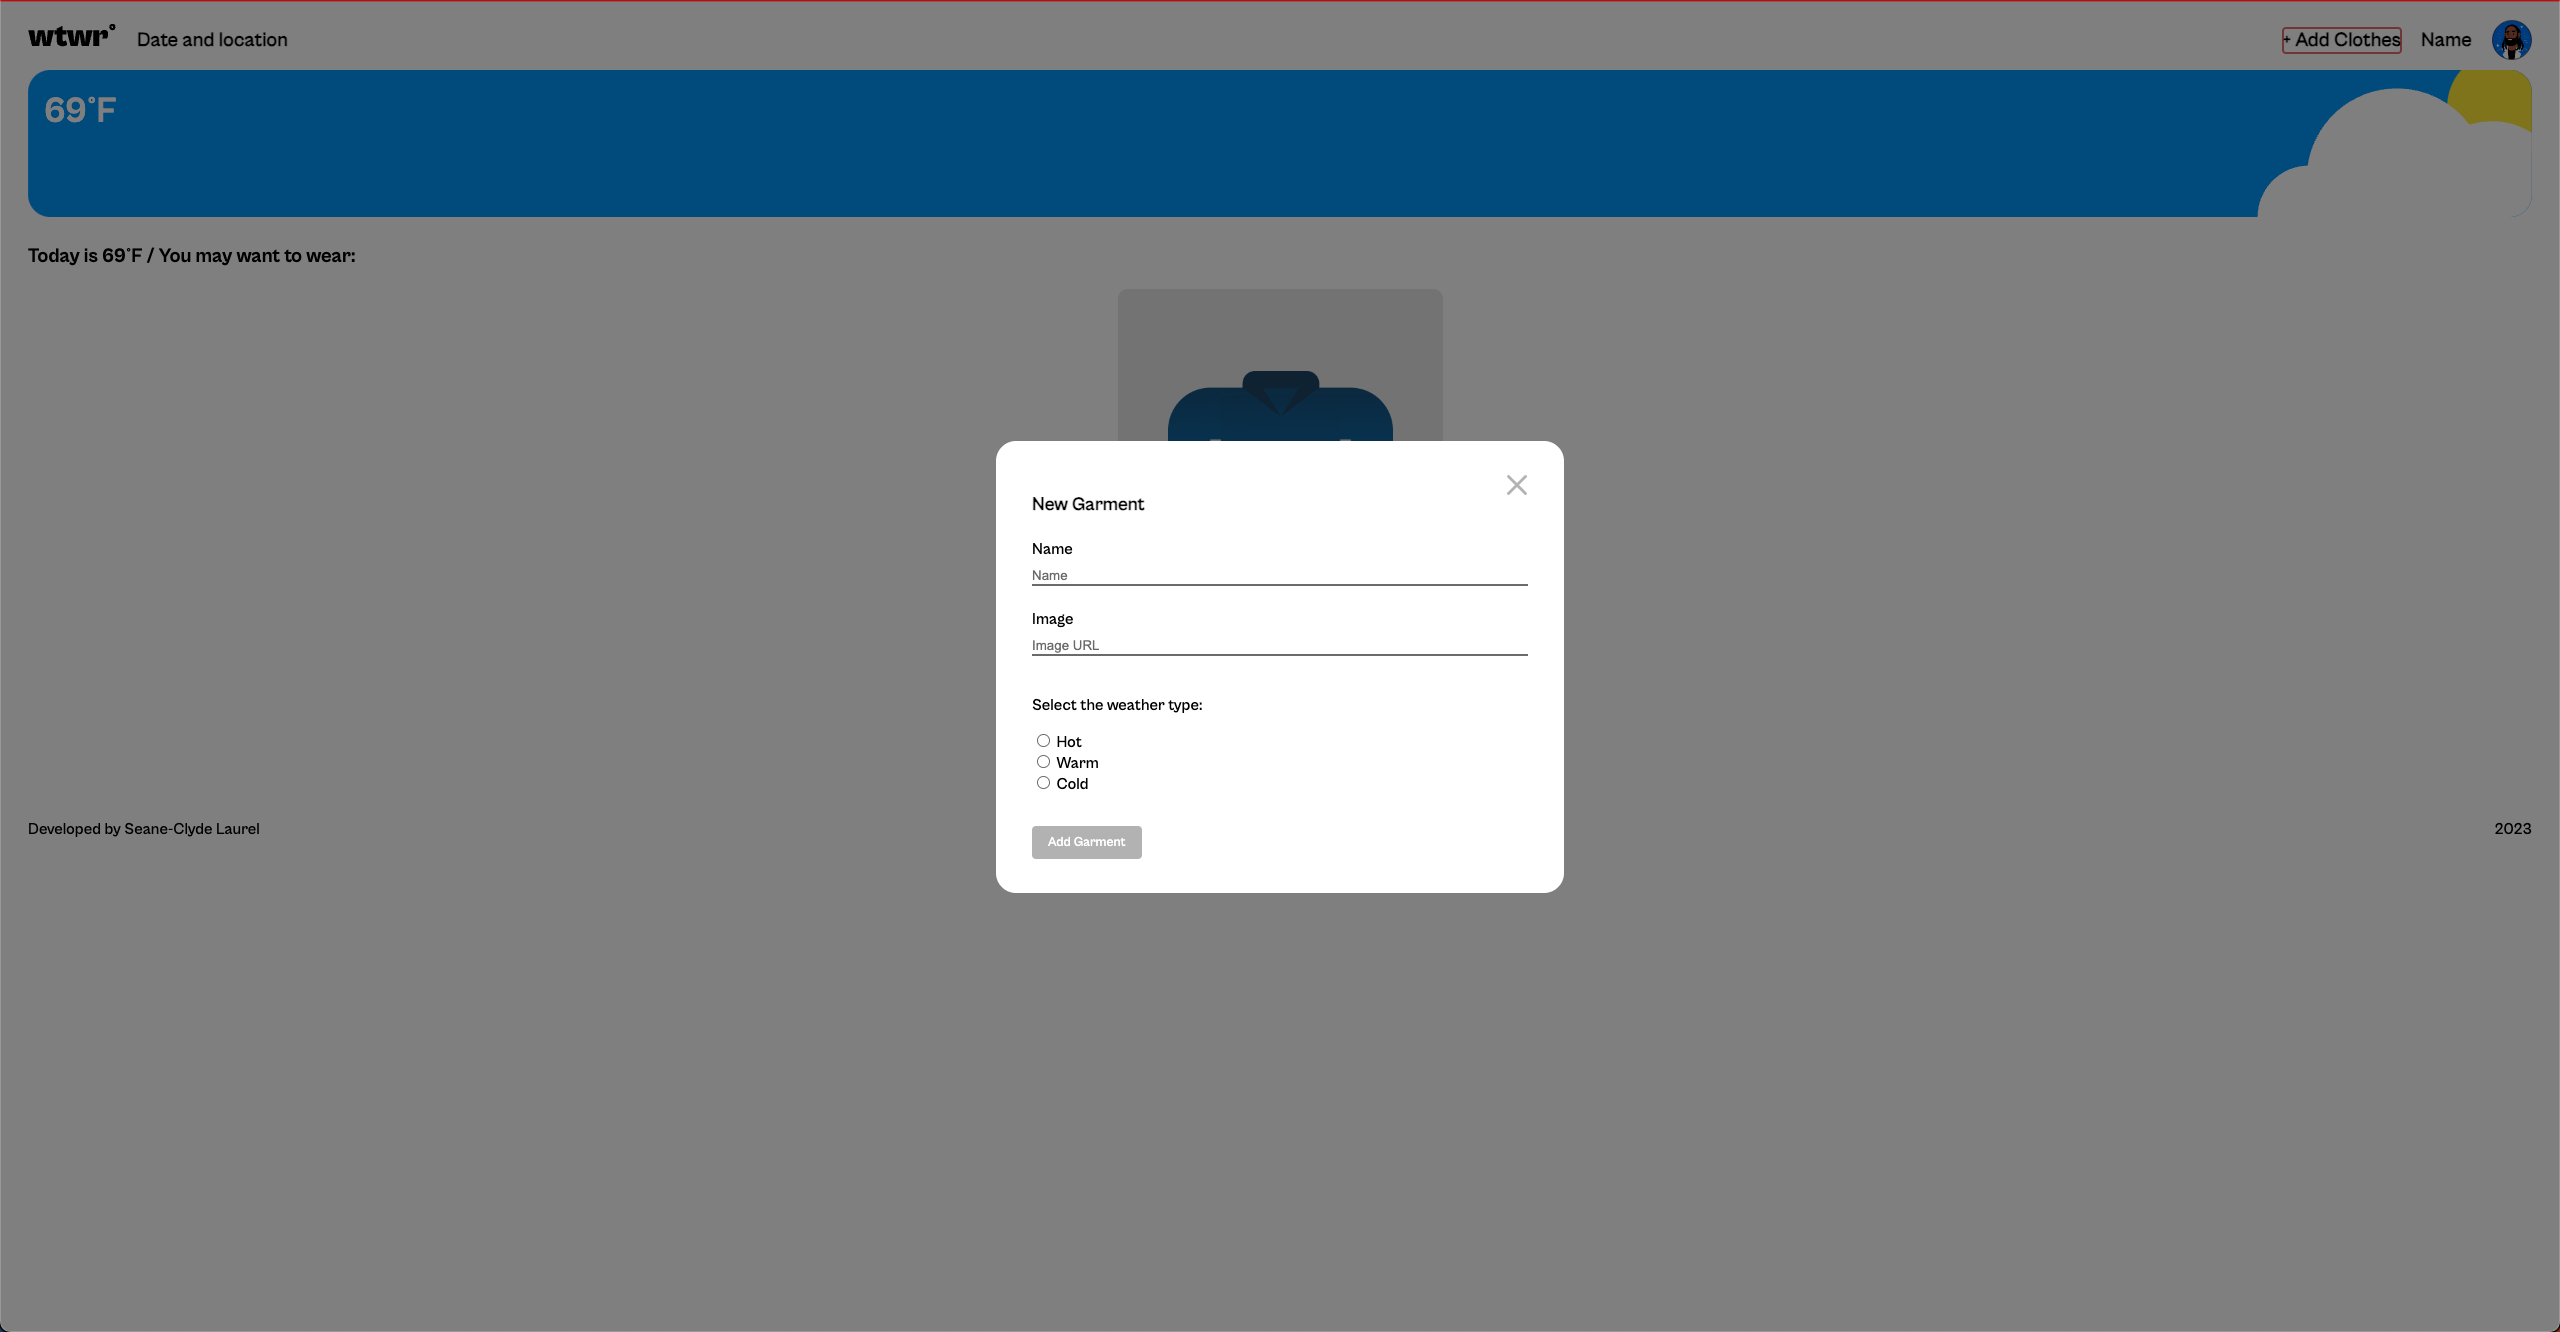 wtwr°
Date and location
+ Add Clothes
Name
69°F
Today is 69°F / You may want to wear:
New Garment
Name
Name
Image
Image URL
Select the weather type:
Hot
Warm
Cold
Add Garment
Developed by Seane-Clyde Laurel
2023